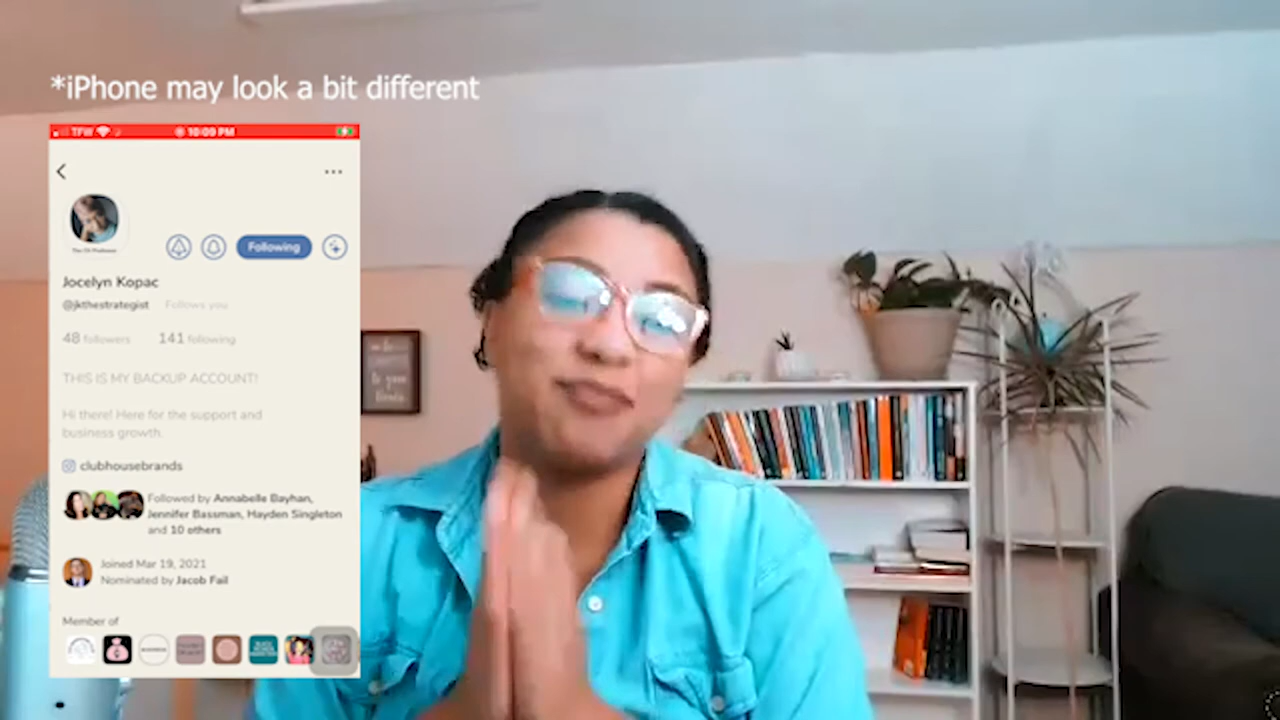 *iPhone may look a bit different
TFW 10:09 PM
Following
Jocelyn Kopac
@jkthestrategist Follows you
48 followers 141 following
THIS IS MY BACKUP ACCOUNT!
Hi there! Here for the support and
business growth.
clubhousebrands
Followed by Annabelle Bayhan,
Jennifer Bassman, Hayden Singleton
and 10 others
Joined Mar 19, 2021
Nominated by Jacob Fail
Member of